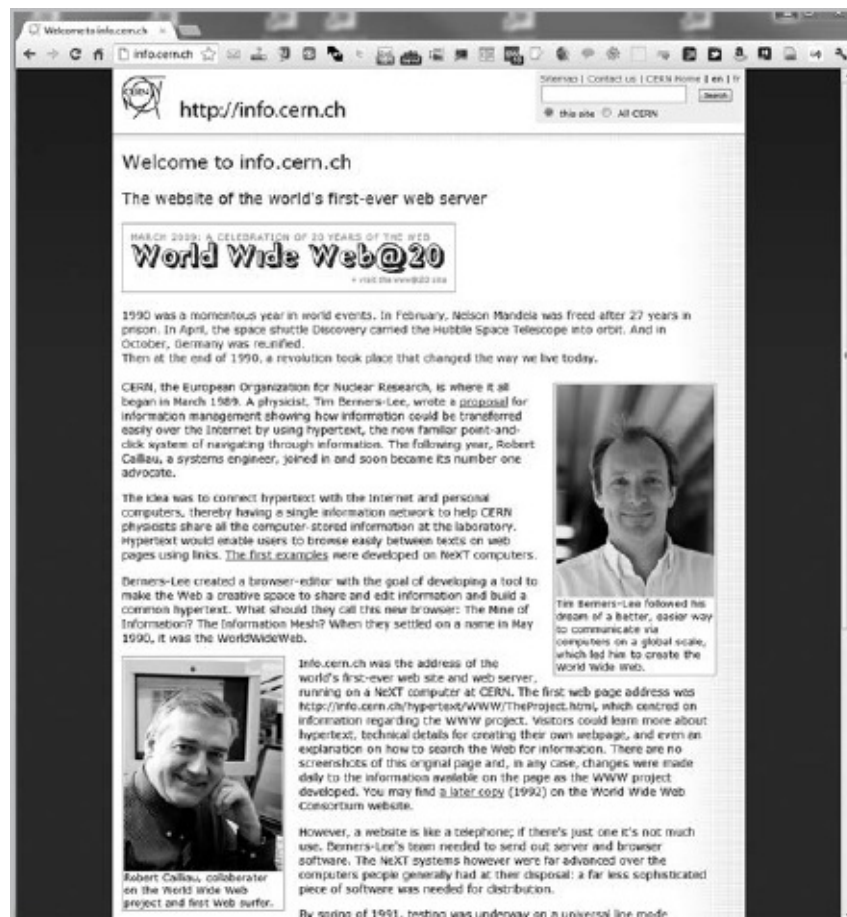 Welcome to info.cern.ch
info.cern.ch
Sitemap | Contact us | CERN Home | en | fr
Search
this site All CERN
CERN
http://info.cern.ch
Welcome to info.cern.ch
The website of the world's first-ever web server
MARCH 2009: A CELEBRATION OF 20 YEARS OF THE WEB
World Wide Web@20
» visit the www@20 site
1990 was a momentous year in world events. In February, Nelson Mandela was freed after 27 years in
prison. In April, the space shuttle Discovery carried the Hubble Space Telescope into orbit. And in
October, Germany was reunified.
Then at the end of 1990, a revolution took place that changed the way we live today.
CERN, the European Organization for Nuclear Research, is where it all
began in March 1989. A physicist, Tim Berners-Lee, wrote a proposal for
information management showing how information could be transferred
easily over the Internet by using hypertext, the now familiar point-and-
click system of navigating through information. The following year, Robert
Cailliau, a systems engineer, joined in and soon became its number one
advocate.
The idea was to connect hypertext with the Internet and personal
computers, thereby having a single information network to help CERN
physicists share all the computer-stored information at the laboratory.
Hypertext would enable users to browse easily between texts on web
pages using links. The first examples were developed on NeXT computers.
Berners-Lee created a browser-editor with the goal of developing a tool to
make the Web a creative space to share and edit information and build a
common hypertext. What should they call this new browser: The Mine of
Information? The Information Mesh? When they settled on a name in May
1990, it was the WorldWideWeb.
Tim Berners-Lee followed his
dream of a better, easier way
to communicate via
computers on a global scale,
which led him to create the
World Wide Web.
Info.cern.ch was the address of the
world's first-ever web site and web server,
running on a NeXT computer at CERN. The first web page address was
http://info.cern.ch/hypertext/WWW/TheProject.html, which centred on
information regarding the WWW project. Visitors could learn more about
hypertext, technical details for creating their own webpage, and even an
explanation on how to search the Web for information. There are no
screenshots of this original page and, in any case, changes were made
daily to the information available on the page as the WWW project
developed. You may find a later copy (1992) on the World Wide Web
Consortium website.
Robert Cailliau, collaborater
on the World Wide Web
project and first Web surfer.
However, a website is like a telephone; if there's just one it's not much
use. Berners-Lee's team needed to send out server and browser
software. The NeXT systems however were far advanced over the
computers people generally had at their disposal: a far less sophisticated
piece of software was needed for distribution.
By spring of 1991, testing was underway on a universal line mode